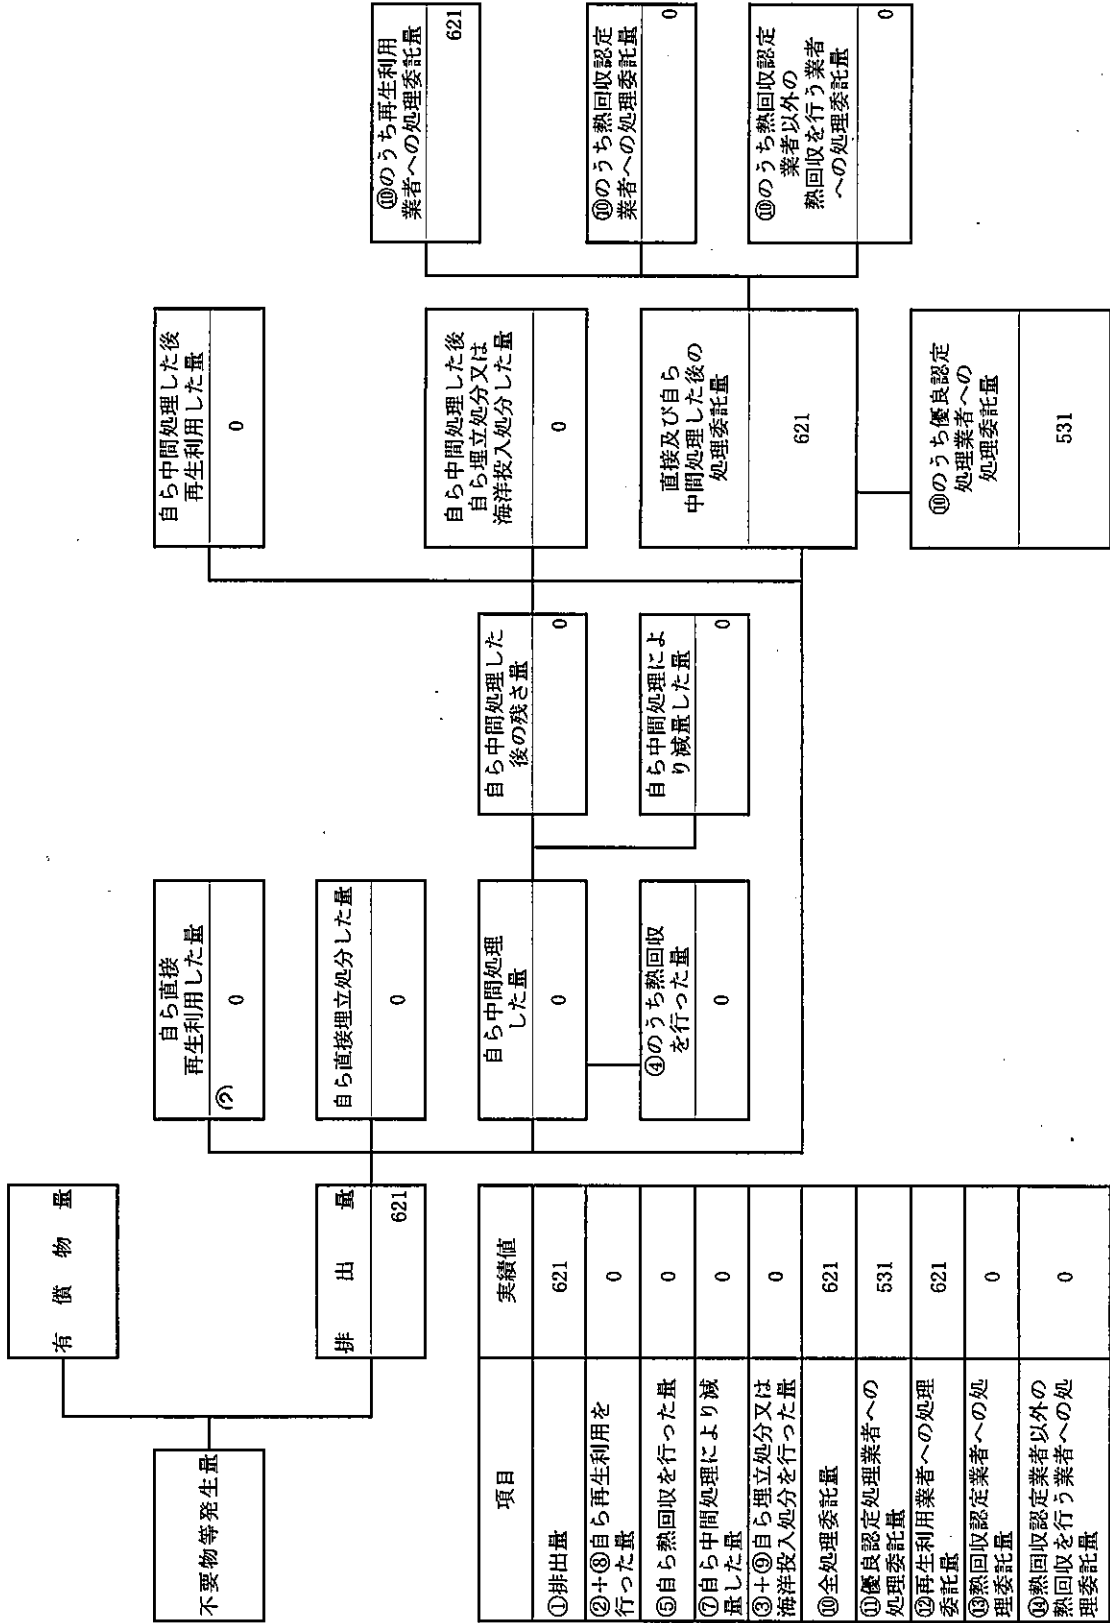 不要物等発生量
有償物量
排出量
621
自ら直接
再生利用した量
0
自ら直接埋立処分した量
0
自ら中間処理
した量
0
④のうち熱回収
を行った量
0
自ら中間処理した
後の残さ量
0
自ら中間処理によ
り減量した量
0
自ら中間処理した後
再生利用した量
0
自ら中間処理した後
自ら埋立処分又は
海洋投入処分した量
0
直接及び自ら
中間処理した後の
処理委託量
621
⑩のうち優良認定
処理業者への
処理委託量
531
⑩のうち再生利用
業者への処理委託量
621
⑩のうち熱回収認定
業者への処理委託量
0
⑩のうち熱回収認定
業者以外の
熱回収を行う業者
への処理委託量
0
項目
実績値
①排出量
621
②+⑧自ら再生利用を
行った量
0
⑤自ら熱回収を行った量
0
⑦自ら中間処理により減
量した量
0
③+⑨自ら埋立処分又は
海洋投入処分を行った量
0
⑩全処理委託量
621
⑪優良認定処理業者への
処理委託量
531
⑫再生利用業者への処理
委託量
621
⑬熱回収認定業者への処
理委託量
0
⑭熱回収認定業者以外の
熱回収を行う業者への処
理委託量
0